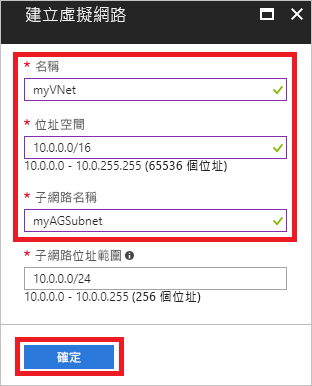 建立虛擬網路
* 名稱
myVNet
* 位址空間
10.0.0.0/16
10.0.0.0 - 10.0.255.255 (65536 個位址)
* 子網路名稱
myAGSubnet
* 子網路位址範圍
10.0.0.0/24
10.0.0.0 - 10.0.0.255 (256 個位址)
確定